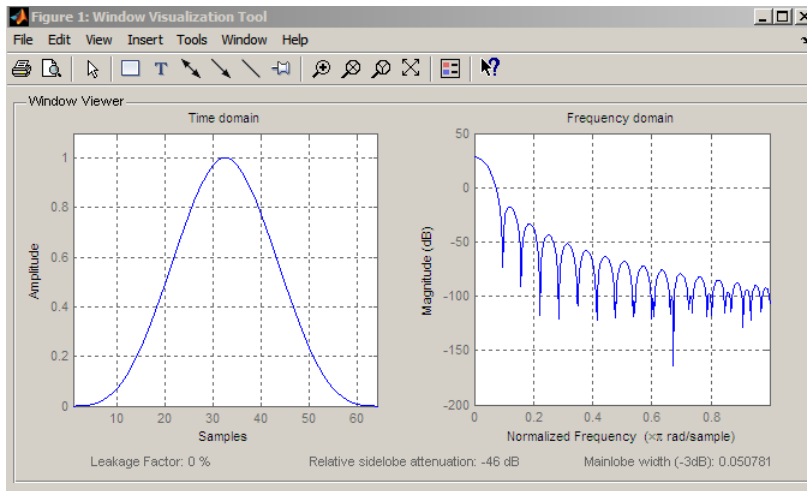 Figure 1: Window Visualization Tool
File Edit View Insert Tools Window Help
Window Viewer
Time domain
1
0.8
0.6
0.4
0.2
0
Amplitude
10 20 30 40 50 60
Samples
Frequency domain
50
0
-50
-100
-150
-200
Magnitude (dB)
0 0.2 0.4 0.6 0.8
Normalized Frequency (×π rad/sample)
Leakage Factor: 0 % Relative sidelobe attenuation: -46 dB Mainlobe width (-3dB): 0.050781